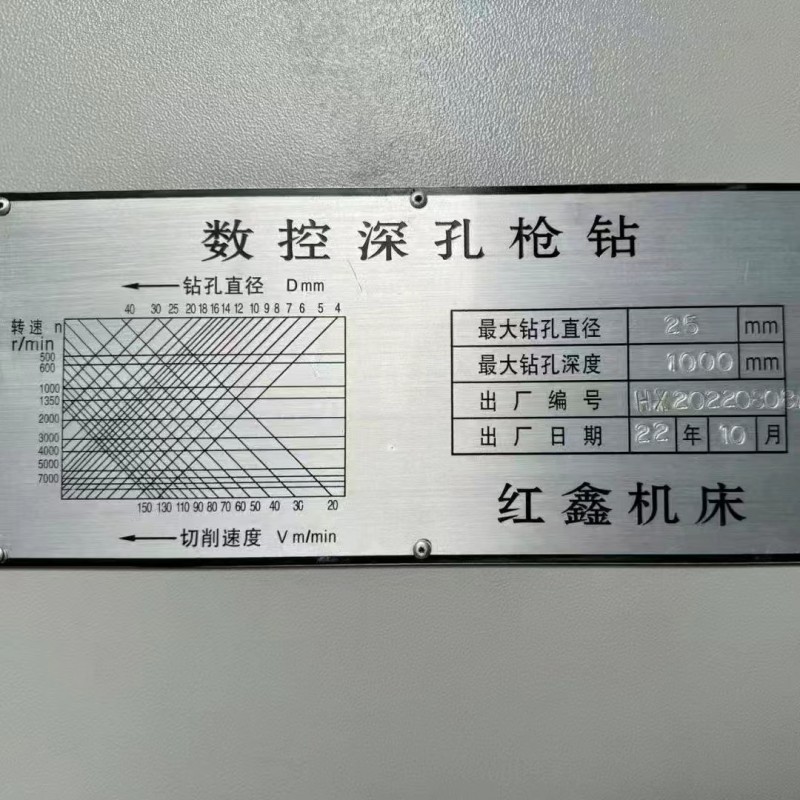 数控深孔枪钻
钻孔直径 Dmm
40 30 25 20 18 16 14 12 10 9 8 7 6 5 4
转速 n
r/min
500
600
1000
1350
2000
3000
4000
5000
7000
150 130 110 90 80 70 60 50 40 30 20
切削速度 V m/min
最大钻孔直径 25 mm
最大钻孔深度 1000 mm
出厂编号
出厂日期 22 年 10 月
红鑫机床